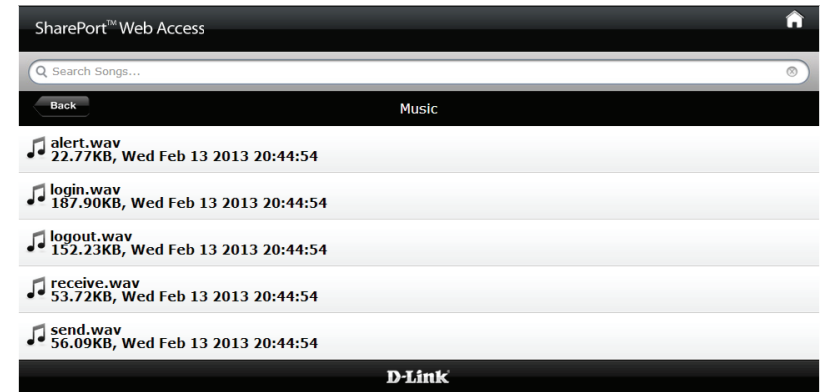 SharePort™ Web Access
Search Songs...
Back
Music
alert.wav
22.77KB, Wed Feb 13 2013 20:44:54
login.wav
187.90KB, Wed Feb 13 2013 20:44:54
logout.wav
152.23KB, Wed Feb 13 2013 20:44:54
receive.wav
53.72KB, Wed Feb 13 2013 20:44:54
send.wav
56.09KB, Wed Feb 13 2013 20:44:54
D-Link